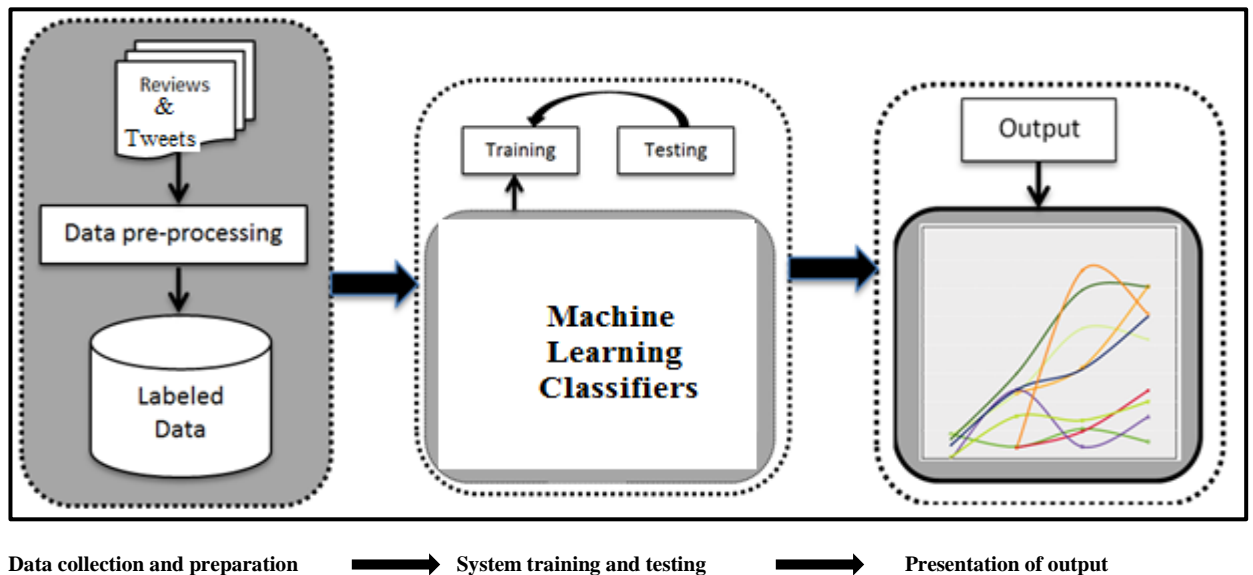 Reviews
&
Tweets
Data pre-processing
Labeled
Data
Training
Testing
Machine
Learning
Classifiers
Output
Data collection and preparation
System training and testing
Presentation of output